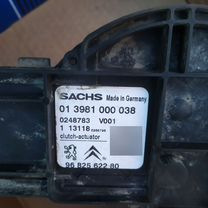 SACHS Made in Germany
01 3981 000 038
0248783 V001
1 13118
clutch-actuator
96 825 622 80